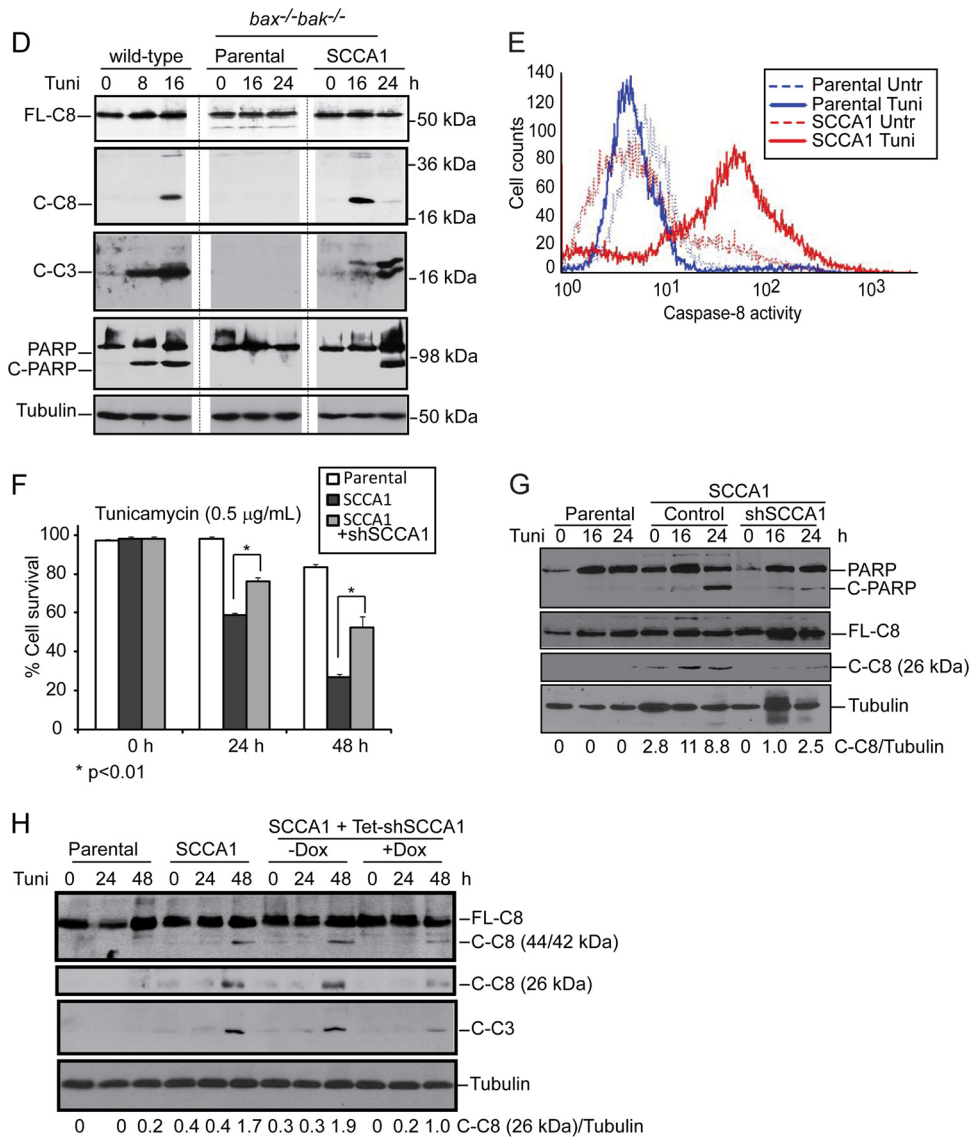 D
bax-/-bak-/-
wild-type Parental SCCA1
Tuni 0 8 16 0 16 24 0 16 24 h
FL-C8
50 kDa
36 kDa
C-C8
16 kDa
C-C3
16 kDa
PARP
98 kDa
C-PARP
Tubulin
50 kDa
E
140
120
100
80
60
40
20
0
Cell counts
10⁰ 10¹ 10² 10³
Caspase-8 activity
Parental Untr
Parental Tuni
SCCA1 Untr
SCCA1 Tuni
F
Parental
SCCA1
SCCA1
+shSCCA1
Tunicamycin (0.5 µg/mL)
100
80
60
40
20
0
% Cell survival
* *
0 h 24 h 48 h
* p<0.01
G
SCCA1
Parental Control shSCCA1
Tuni 0 16 24 0 16 24 0 16 24 h
PARP
C-PARP
FL-C8
C-C8 (26 kDa)
Tubulin
0 0 0 2.8 11 8.8 0 1.0 2.5 C-C8/Tubulin
H
SCCA1 + Tet-shSCCA1
Parental SCCA1 -Dox +Dox
Tuni 0 24 48 0 24 48 0 24 48 0 24 48 h
FL-C8
C-C8 (44/42 kDa)
C-C8 (26 kDa)
C-C3
Tubulin
0 0 0.2 0.4 0.4 1.7 0.3 0.3 1.9 0 0.2 1.0 C-C8 (26 kDa)/Tubulin